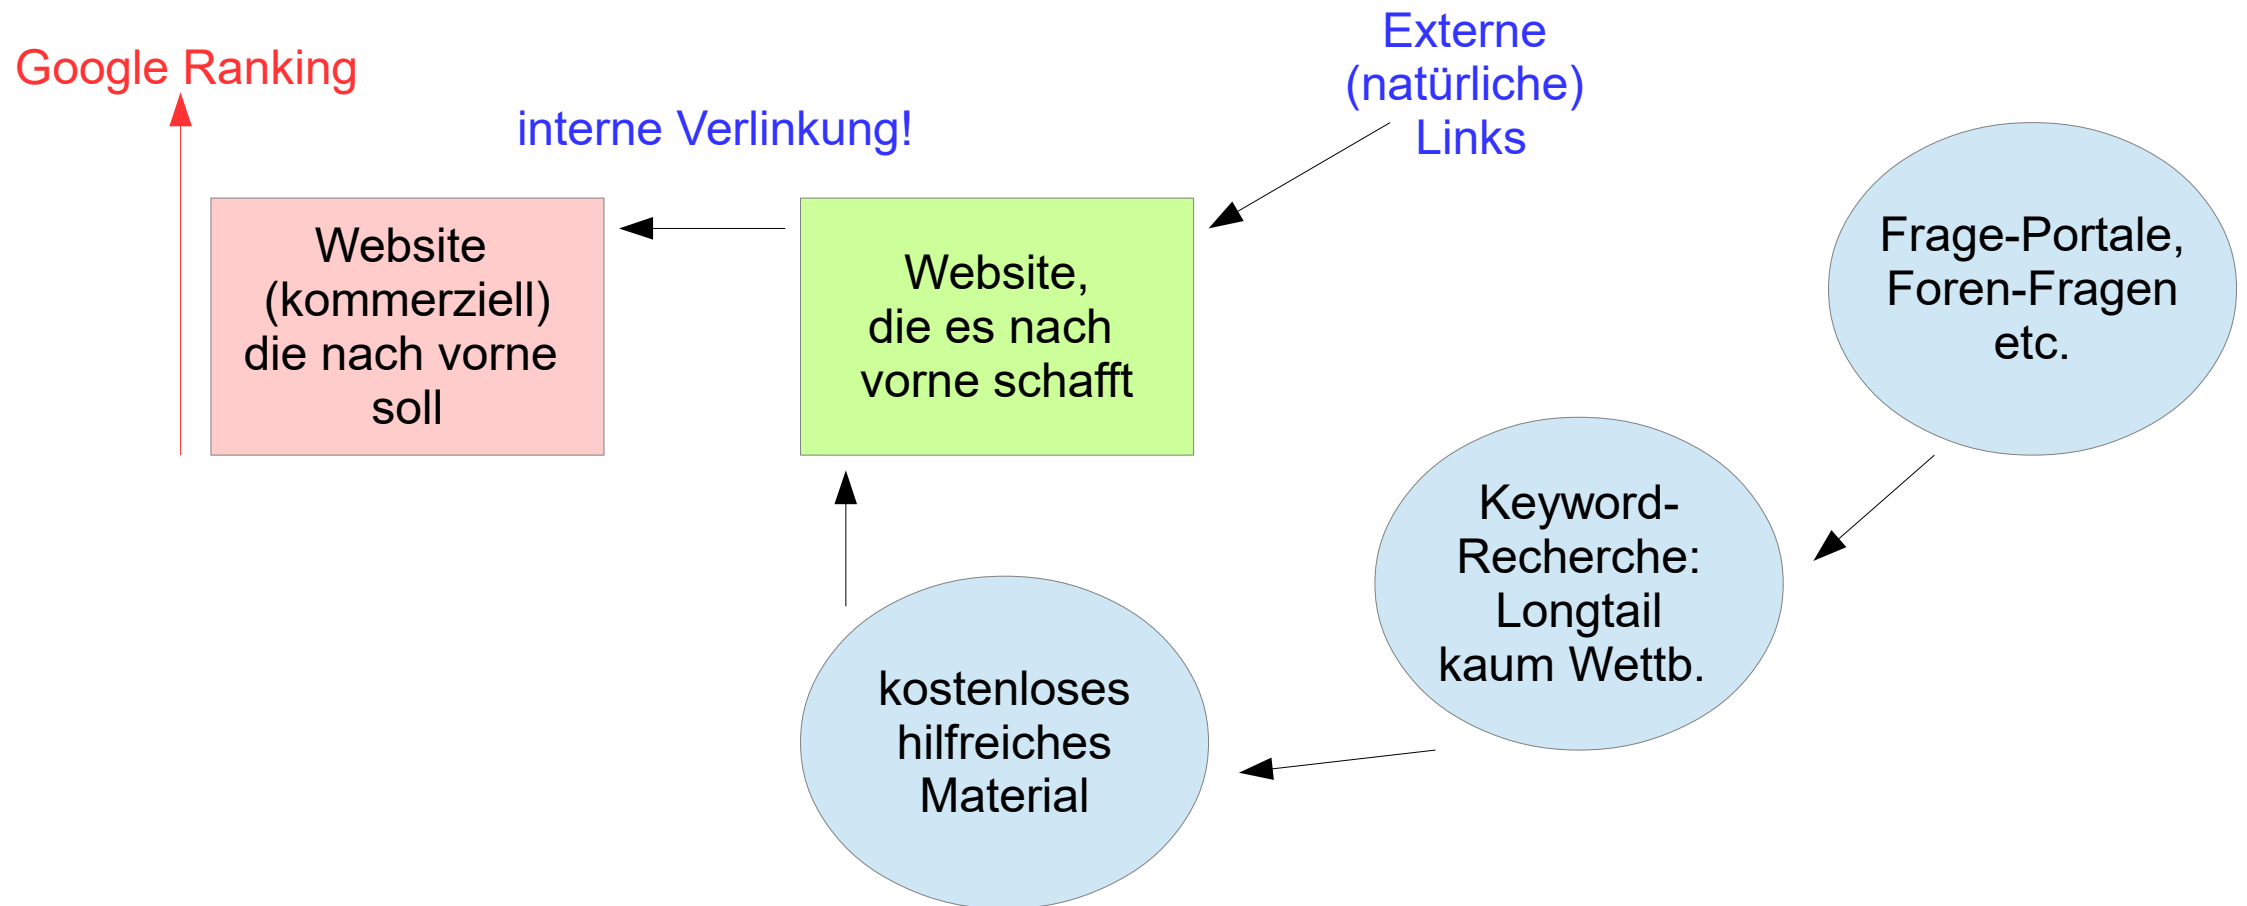 Google Ranking
interne Verlinkung!
Externe
(natürliche)
Links
Website
(kommerziell)
die nach vorne
soll
Website,
die es nach
vorne schafft
Frage-Portale,
Foren-Fragen
etc.
Keyword-
Recherche:
Longtail
kaum Wettb.
kostenloses
hilfreiches
Material